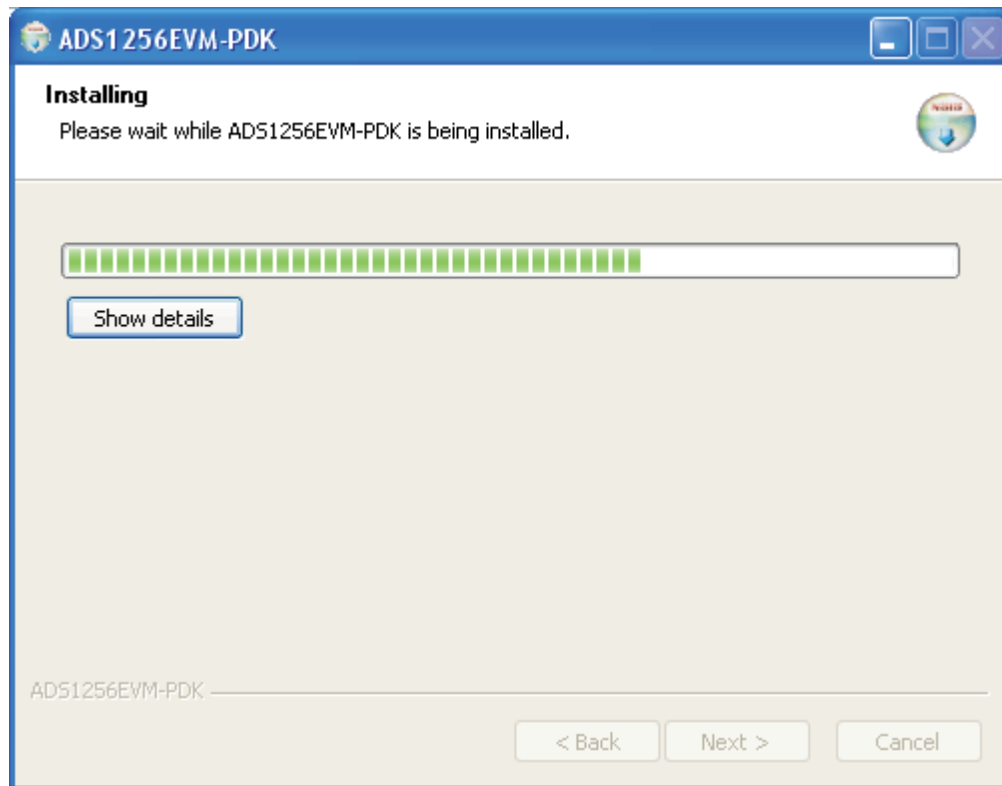 ADS1256EVM-PDK
Installing
Please wait while ADS1256EVM-PDK is being installed.
Show details
ADS1256EVM-PDK
< Back Next > Cancel